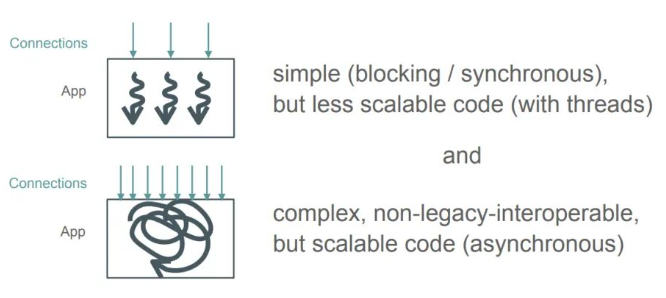 Connections
App
simple (blocking / synchronous),
but less scalable code (with threads)
and
Connections
App
complex, non-legacy-interoperable,
but scalable code (asynchronous)